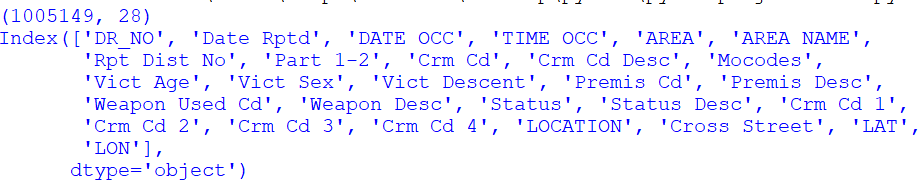 (1005149, 28)
Index(['DR_NO', 'Date Rptd', 'DATE OCC', 'TIME OCC', 'AREA', 'AREA NAME',
       'Rpt Dist No', 'Part 1-2', 'Crm Cd', 'Crm Cd Desc', 'Mocodes',
       'Vict Age', 'Vict Sex', 'Vict Descent', 'Premis Cd', 'Premis Desc',
       'Weapon Used Cd', 'Weapon Desc', 'Status', 'Status Desc', 'Crm Cd 1',
       'Crm Cd 2', 'Crm Cd 3', 'Crm Cd 4', 'LOCATION', 'Cross Street', 'LAT',
       'LON'],
      dtype='object')